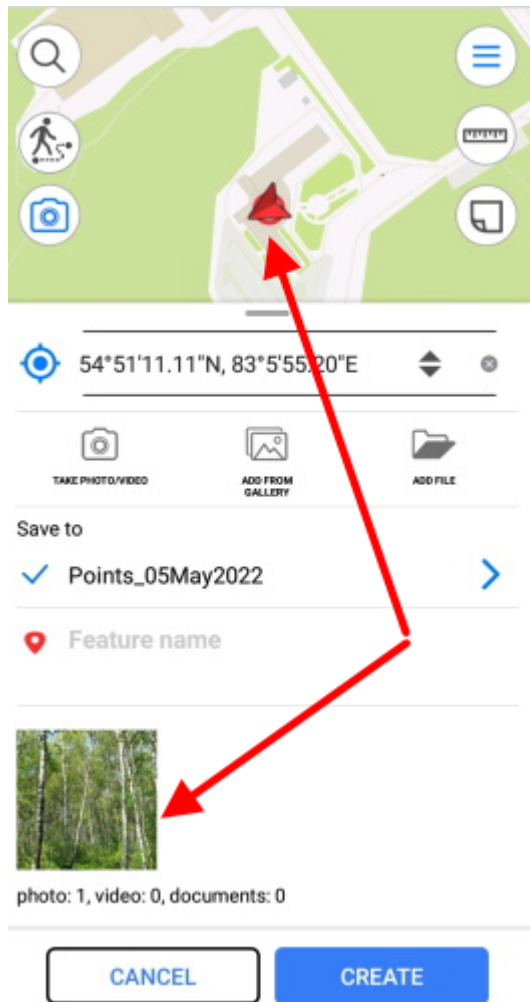 54°51'11.11"N, 83°5'55.20"E
TAKE PHOTO/VIDEO
ADD FROM
GALLERY
ADD FILE
Save to
Points_05May2022
Feature name
photo: 1, video: 0, documents: 0
CANCEL
CREATE